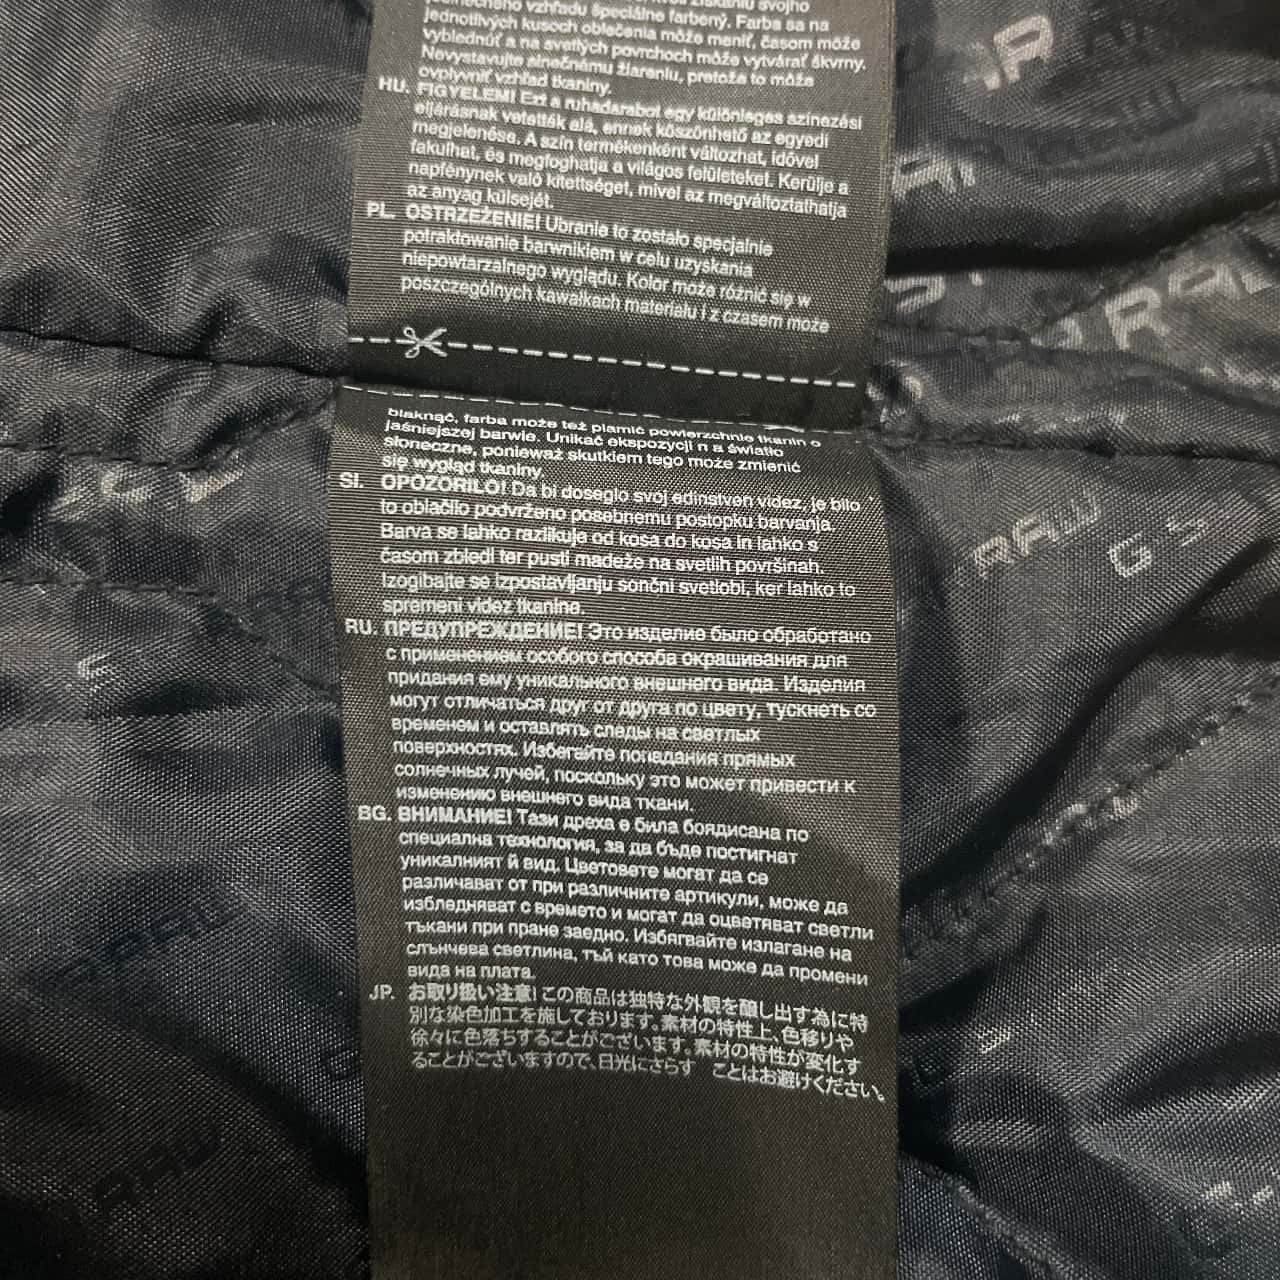 jedinečného vzhľadu špeciálne farbený. Farba sa na
jednotlivých kusoch oblečenia môže meniť, časom môže
vyblednúť a na svetlých povrchoch môže vytvárať škvrny.
Nevystavujte slnečnému žiareniu, pretože to môže
ovplyvniť vzhľad tkaniny.
HU. FIGYELEM! Ezt a ruhadarabot egy különleges színezési
eljárásnak vetették alá, ennek köszönhető az egyedi
megjelenése. A szín termékenként változhat, idővel
fakulhat, és megfoghatja a világos felületeket. Kerülje a
napfénynek való kitettséget, mivel az megváltoztathatja
az anyag külsejét.
PL. OSTRZEŻENIE! Ubranie to zostało specjalnie
potraktowane barwnikiem w celu uzyskania
niepowtarzalnego wyglądu. Kolor może różnić się w
poszczególnych kawałkach materiału i z czasem może
blaknąć, farba może też plamić powierzchnie tkanin o
jaśniejszej barwie. Unikać ekspozycji n a światło
słoneczne, ponieważ skutkiem tego może zmienić
się wygląd tkaniny.
SI. OPOZORILO! Da bi doseglo svoj edinstven videz, je bilo
to oblačilo podvrženo posebnemu postopku barvanja.
Barva se lahko razlikuje od kosa do kosa in lahko s
časom zbledi ter pusti madeže na svetlih površinah.
Izogibajte se izpostavljanju sončni svetlobi, ker lahko to
spremeni videz tkanine.
RU. ПРЕДУПРЕЖДЕНИЕ! Это изделие было обработано
с применением особого способа окрашивания для
придания ему уникального внешнего вида. Изделия
могут отличаться друг от друга по цвету, тускнеть со
временем и оставлять следы на светлых
поверхностях. Избегайте попадания прямых
солнечных лучей, поскольку это может привести к
изменению внешнего вида ткани.
BG. ВНИМАНИЕ! Тази дреха е била боядисана по
специална технология, за да бъде постигнат
уникалният й вид. Цветовете могат да се
различават от при различните артикули, може да
избледняват с времето и могат да оцветяват светли
тъкани при пране заедно. Избягвайте излагане на
слънчева светлина, тъй като това може да промени
вида на плата.
JP. お取り扱い注意! この商品は独特な外観を醸し出す為に特
別な染色加工を施しております。素材の特性上、色移りや
徐々に色落ちすることがございます。素材の特性が変化す
ることがございますので、日光にさらす ことはお避けください。
RAW
G S
RAW